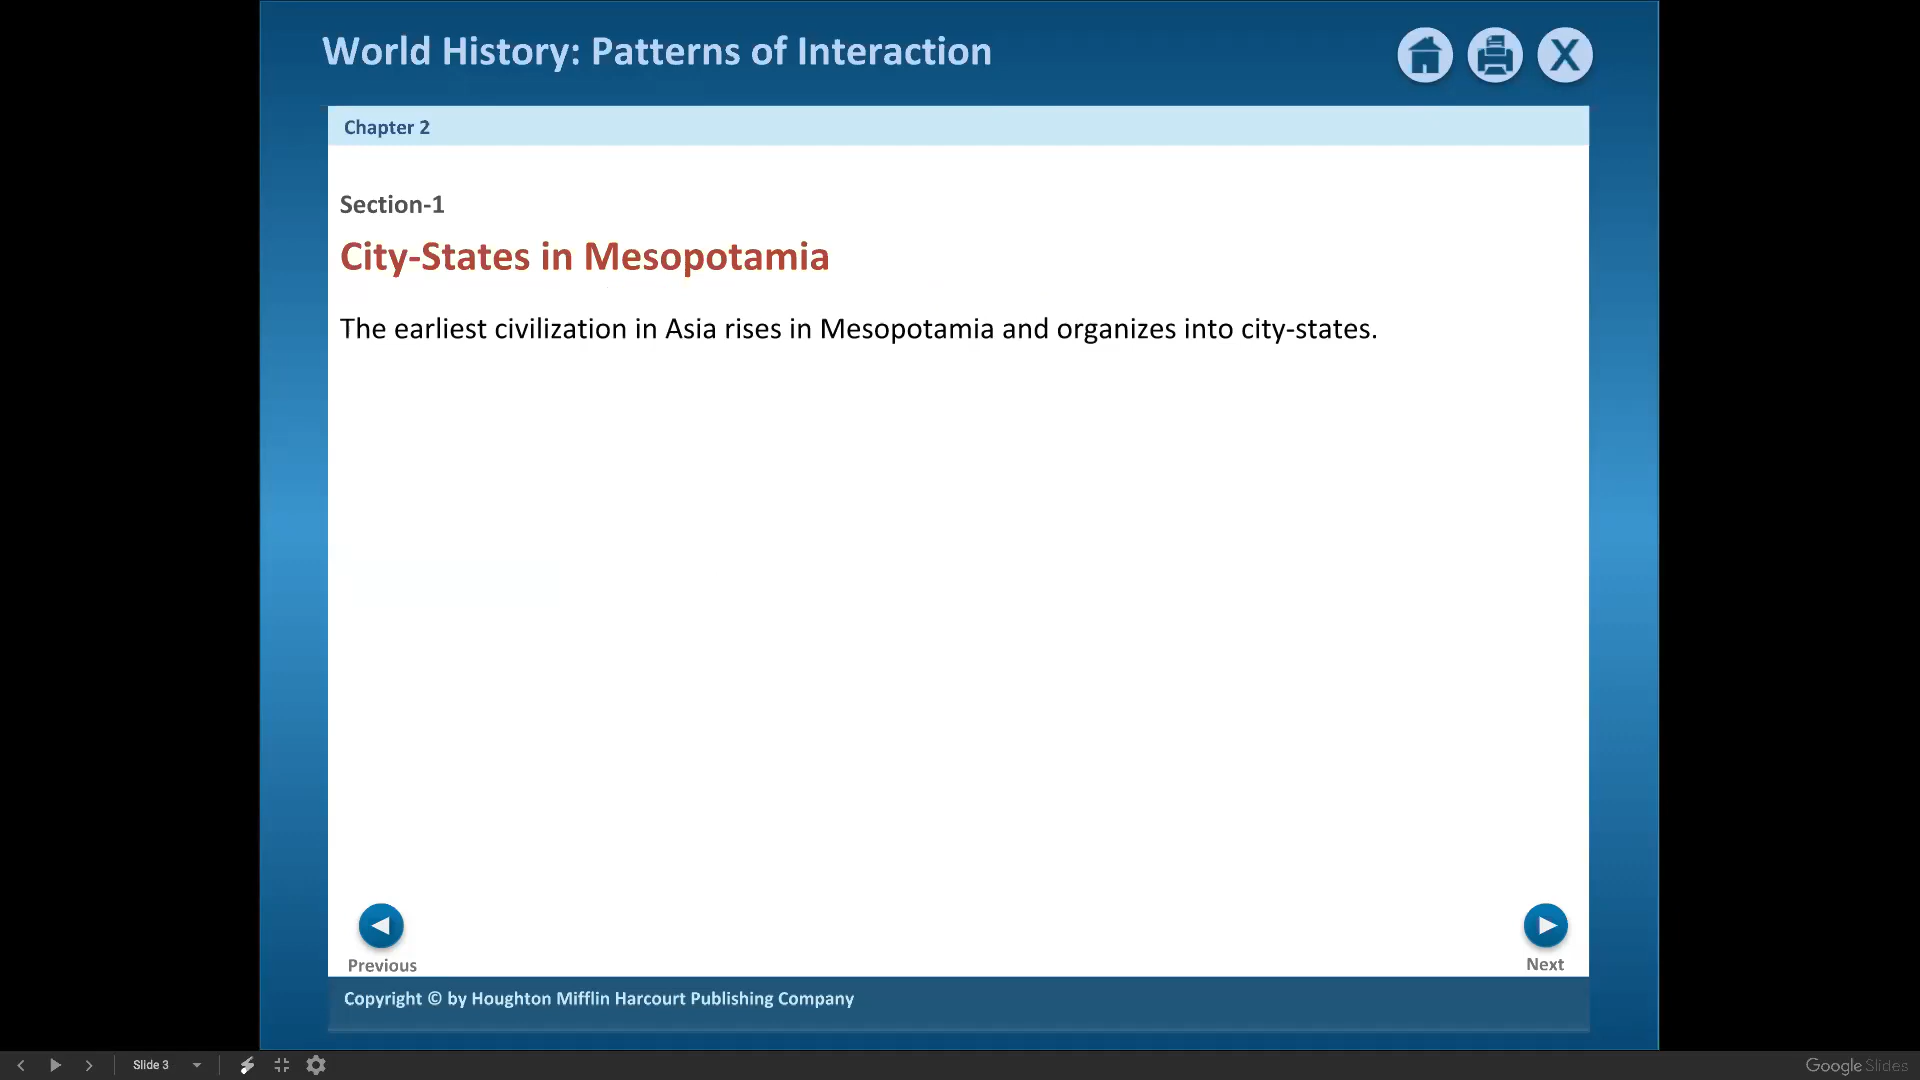 World History: Patterns of Interaction
X
Chapter 2
Section-1
City-States in Mesopotamia
The earliest civilization in Asia rises in Mesopotamia and organizes into city-states.
Previous
Next
Copyright © by Houghton Mifflin Harcourt Publishing Company
Slide 3
Google Slides